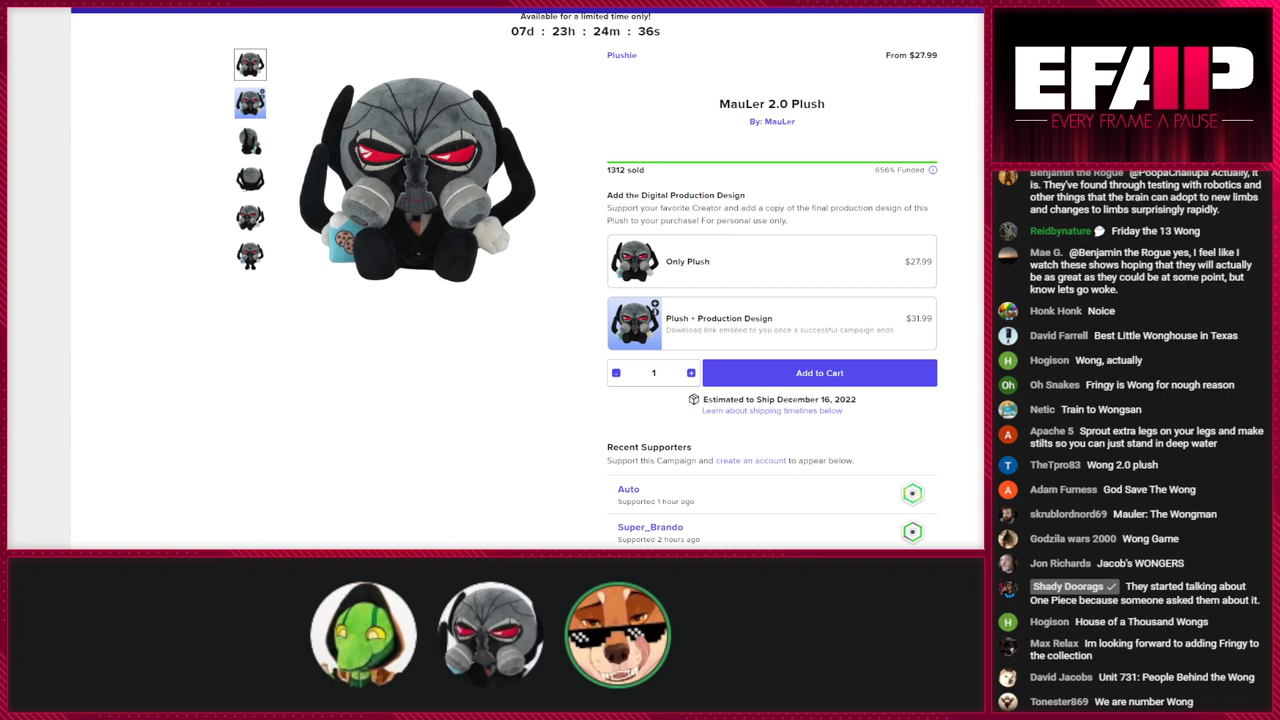 Available for a limited time only!
07d : 23h : 24m : 36s
Plushie
From $27.99
MauLer 2.0 Plush
By: MauLer
1312 sold
656% Funded
Add the Digital Production Design
Support your favorite Creator and add a copy of the final production design of this
Plush to your purchase! For personal use only.
Only Plush
$27.99
Plush + Production Design
$31.99
Download link emailed to you once a successful campaign ends
1
Add to Cart
Estimated to Ship December 16, 2022
Learn about shipping timelines below
Recent Supporters
Support this Campaign and create an account to appear below.
Auto
Supported 1 hour ago
Super_Brando
Supported 2 hours ago
EFAP
EVERY FRAME A PAUSE
Benjamin the Rogue @PoopaChallupa Actually, it
is. They've found through testing with robotics and
other things that the brain can adopt to new limbs
and changes to limbs surprisingly rapidly.
Reidbynature Friday the 13 Wong
Mae G. @Benjamin the Rogue yes, I feel like I
watch these shows hoping that they will actually
be as great as they could be at some point, but
know lets go woke.
Honk Honk Noice
David Farrell Best Little Wonghouse in Texas
Hogison Wong, actually
Oh Snakes Fringy is Wong for nough reason
Netic Train to Wongsan
Apache 5 Sprout extra legs on your legs and make
stilts so you can just stand in deep water
TheTpro83 Wong 2.0 plush
Adam Furness God Save The Wong
skrublordnord69 Mauler: The Wongman
Godzila wars 2000 Wong Game
Jon Richards Jacob's WONGERS
Shady Doorags They started talking about
One Piece because someone asked them about it.
Hogison House of a Thousand Wongs
Max Relax Im looking forward to adding Fringy to
the collection
David Jacobs Unit 731: People Behind the Wong
Tonester869 We are number Wong